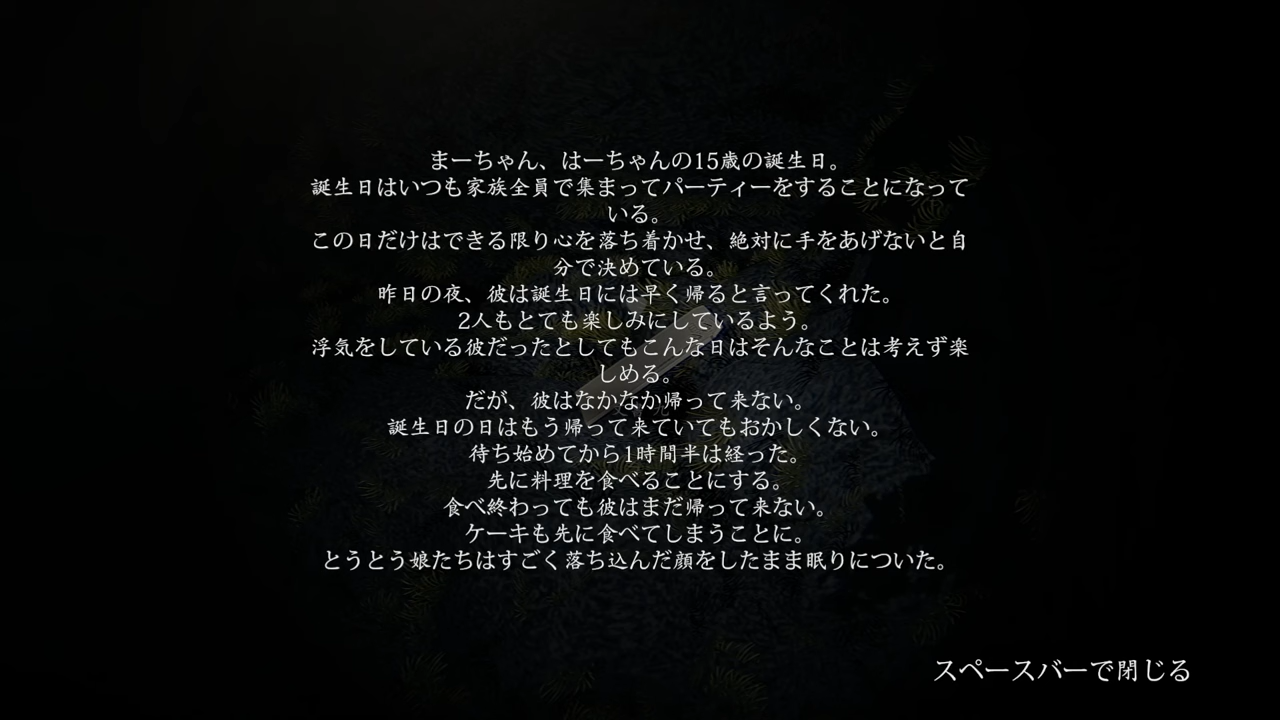 まーちゃん、はーちゃんの15歳の誕生日。
誕生日はいつも家族全員で集まってパーティーをすることになって
いる。
この日だけはできる限り心を落ち着かせ、絶対に手をあげないと自
分で決めている。
昨日の夜、彼は誕生日には早く帰ると言ってくれた。
2人もとても楽しみにしているよう。
浮気をしている彼だったとしてもこんな日はそんなことは考えず楽
しめる。
だが、彼はなかなか帰って来ない。
誕生日の日はもう帰って来ていてもおかしくない。
待ち始めてから1時間半は経った。
先に料理を食べることにする。
食べ終わっても彼はまだ帰って来ない。
ケーキも先に食べてしまうことに。
とうとう娘たちはすごく落ち込んだ顔をしたまま眠りについた。
スペースバーで閉じる